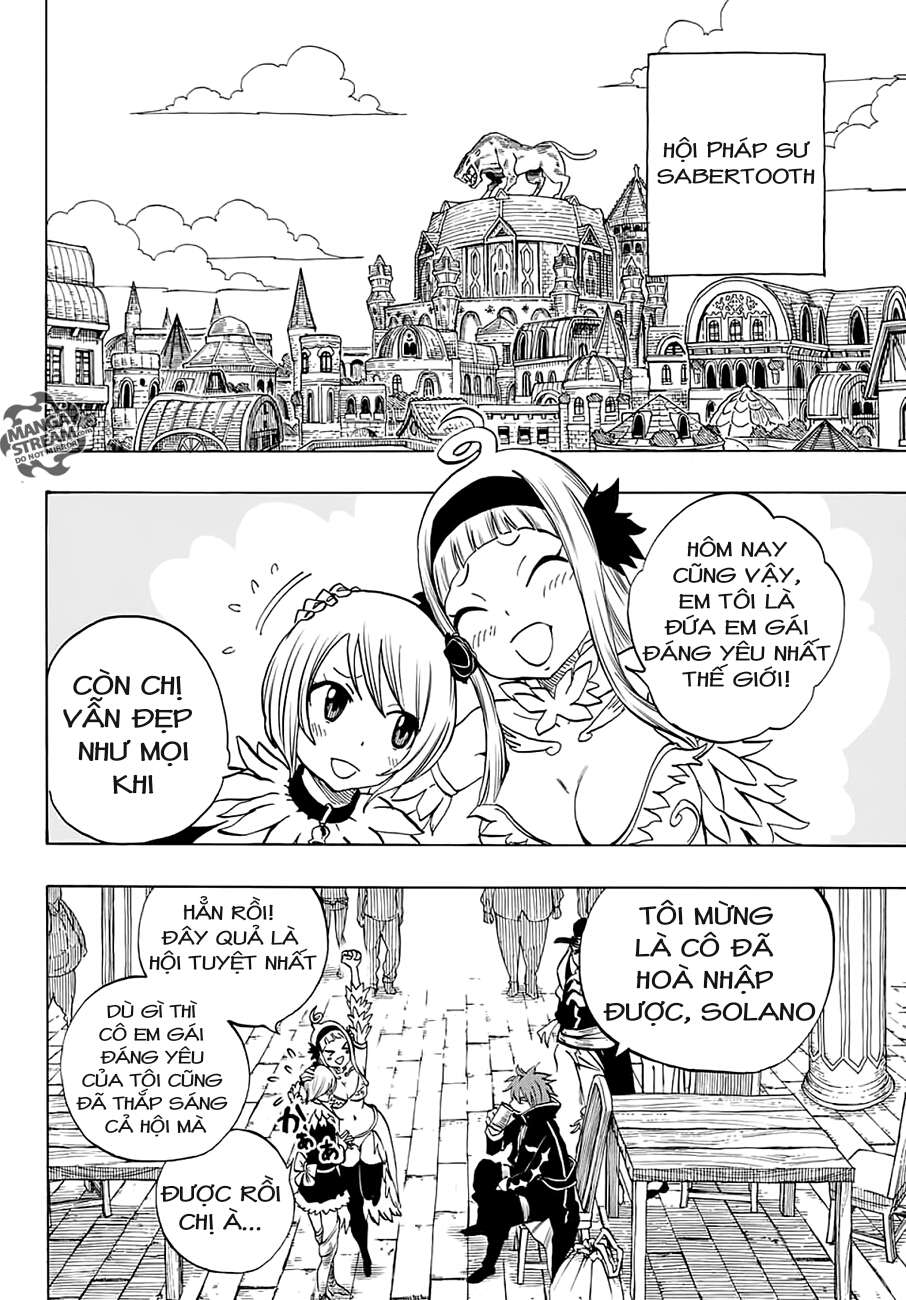 HỘI PHÁP SƯ
SABERTOOTH
MANGA
STREAM
DO NOT MIRROR
HÔM NAY
CŨNG VẬY,
EM TÔI LÀ
ĐỨA EM GÁI
ĐÁNG YÊU NHẤT
THẾ GIỚI!
CÒN CHỊ
VẪN ĐẸP
NHƯ MỌI
KHI
TÔI MỪNG
LÀ CÔ ĐÃ
HOÀ NHẬP
ĐƯỢC, SOLANO
HẲN RỒI!
ĐÂY QUẢ LÀ
HỘI TUYỆT NHẤT
DÙ GÌ THÌ
CÔ EM GÁI
ĐÁNG YÊU
CỦA TÔI CŨNG
ĐÃ THẮP SÁNG
CẢ HỘI MÀ
ĐƯỢC RỒI
CHỊ À...